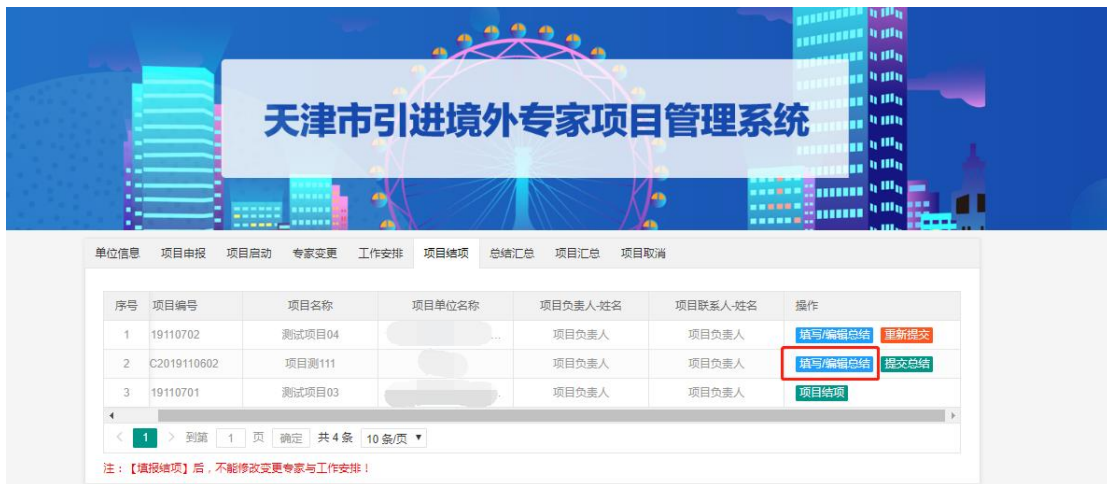 天津市引进境外专家项目管理系统
单位信息 项目申报 项目启动 专家变更 工作安排 项目结项 总结汇总 项目汇总 项目取消
序号 项目编号 项目名称 项目单位名称 项目负责人-姓名 项目联系人-姓名 操作
1 19110702 测试项目04 ... 项目负责人 项目负责人 填写/编辑总结 重新提交
2 C2019110602 项目测111 项目负责人 项目负责人 填写/编辑总结 提交总结
3 19110701 测试项目03 项目负责人 项目负责人 项目结项
< 1 > 到第 1 页 确定 共 4 条 10 条/页
注：【填报结项】后，不能修改变更专家与工作安排！